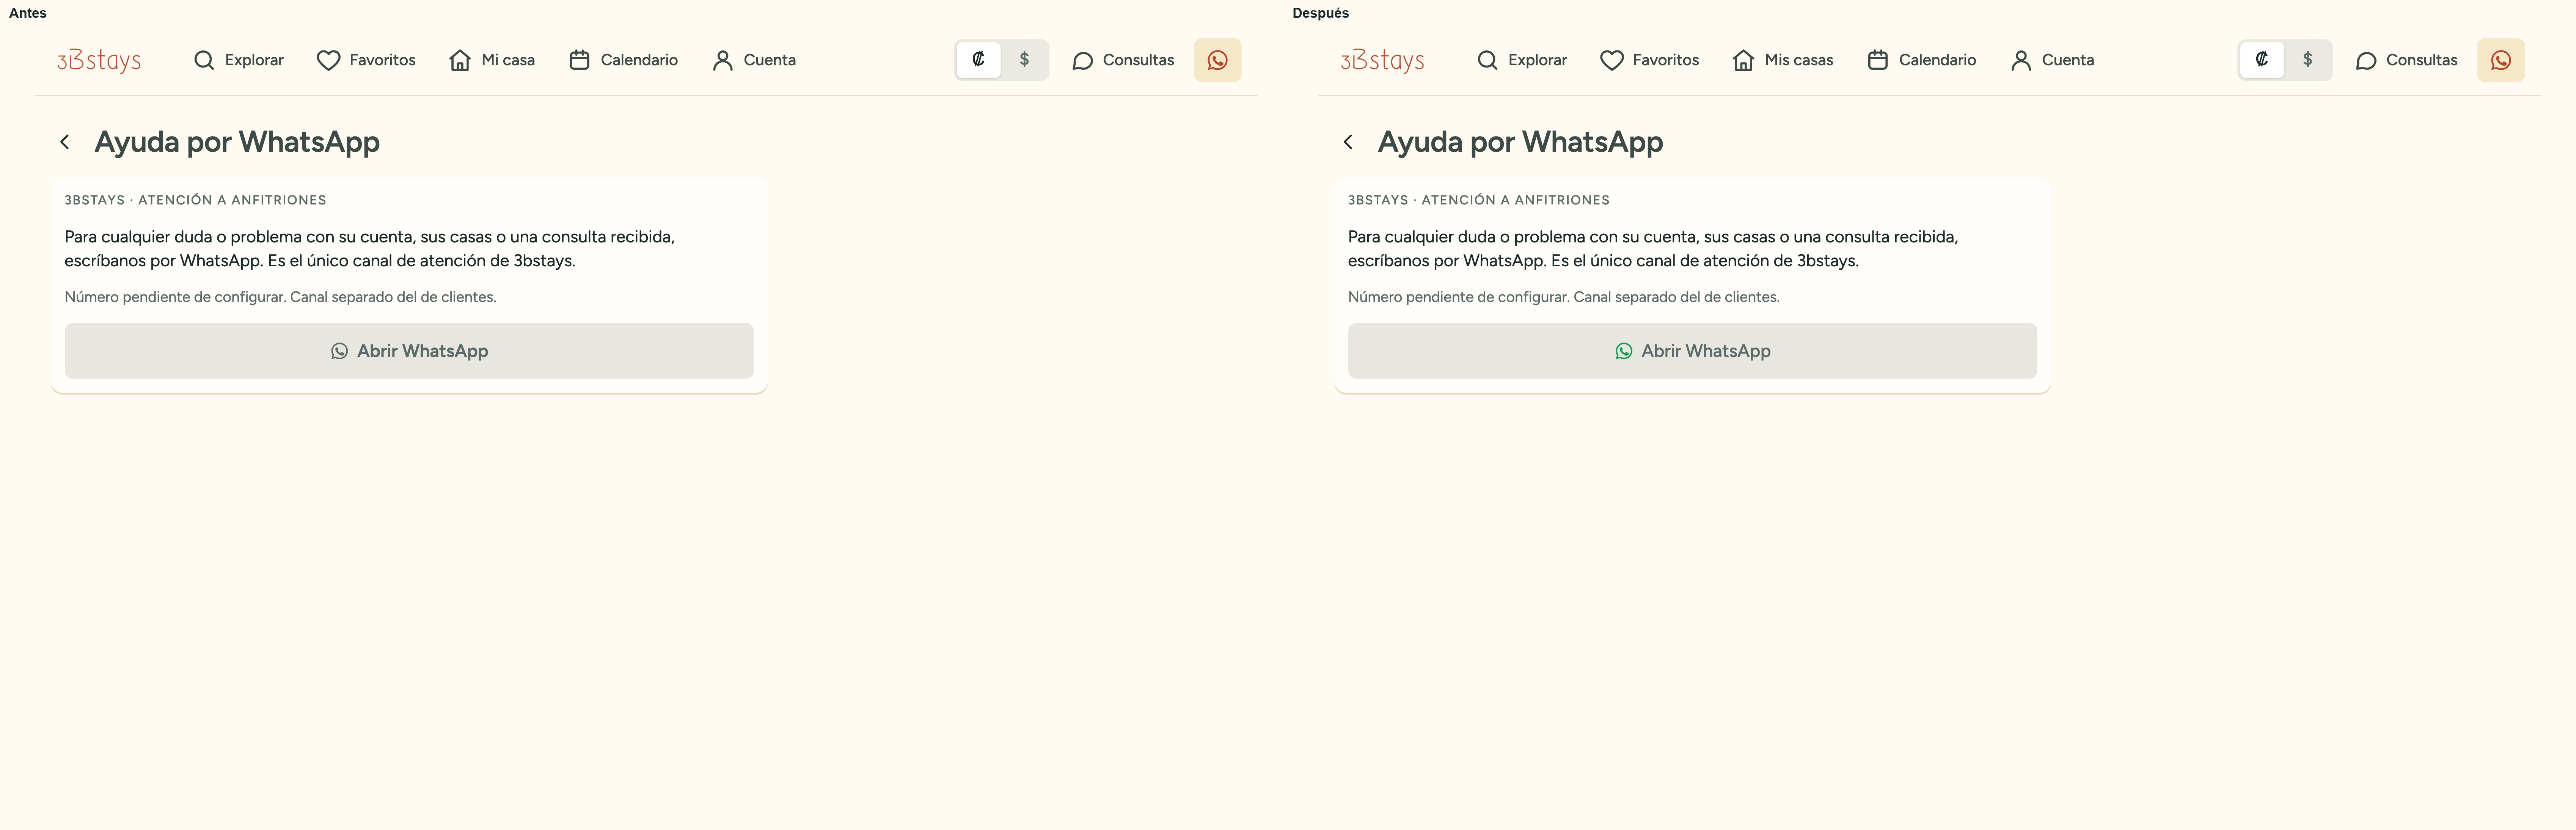 Antes
3Bstays Explorar Favoritos Mi casa Calendario Cuenta ₡ $ Consultas
Ayuda por WhatsApp
3BSTAYS · ATENCIÓN A ANFITRIONES
Para cualquier duda o problema con su cuenta, sus casas o una consulta recibida,
escríbanos por WhatsApp. Es el único canal de atención de 3bstays.
Número pendiente de configurar. Canal separado del de clientes.
Abrir WhatsApp
Después
3Bstays Explorar Favoritos Mis casas Calendario Cuenta ₡ $ Consultas
Ayuda por WhatsApp
3BSTAYS · ATENCIÓN A ANFITRIONES
Para cualquier duda o problema con su cuenta, sus casas o una consulta recibida,
escríbanos por WhatsApp. Es el único canal de atención de 3bstays.
Número pendiente de configurar. Canal separado del de clientes.
Abrir WhatsApp